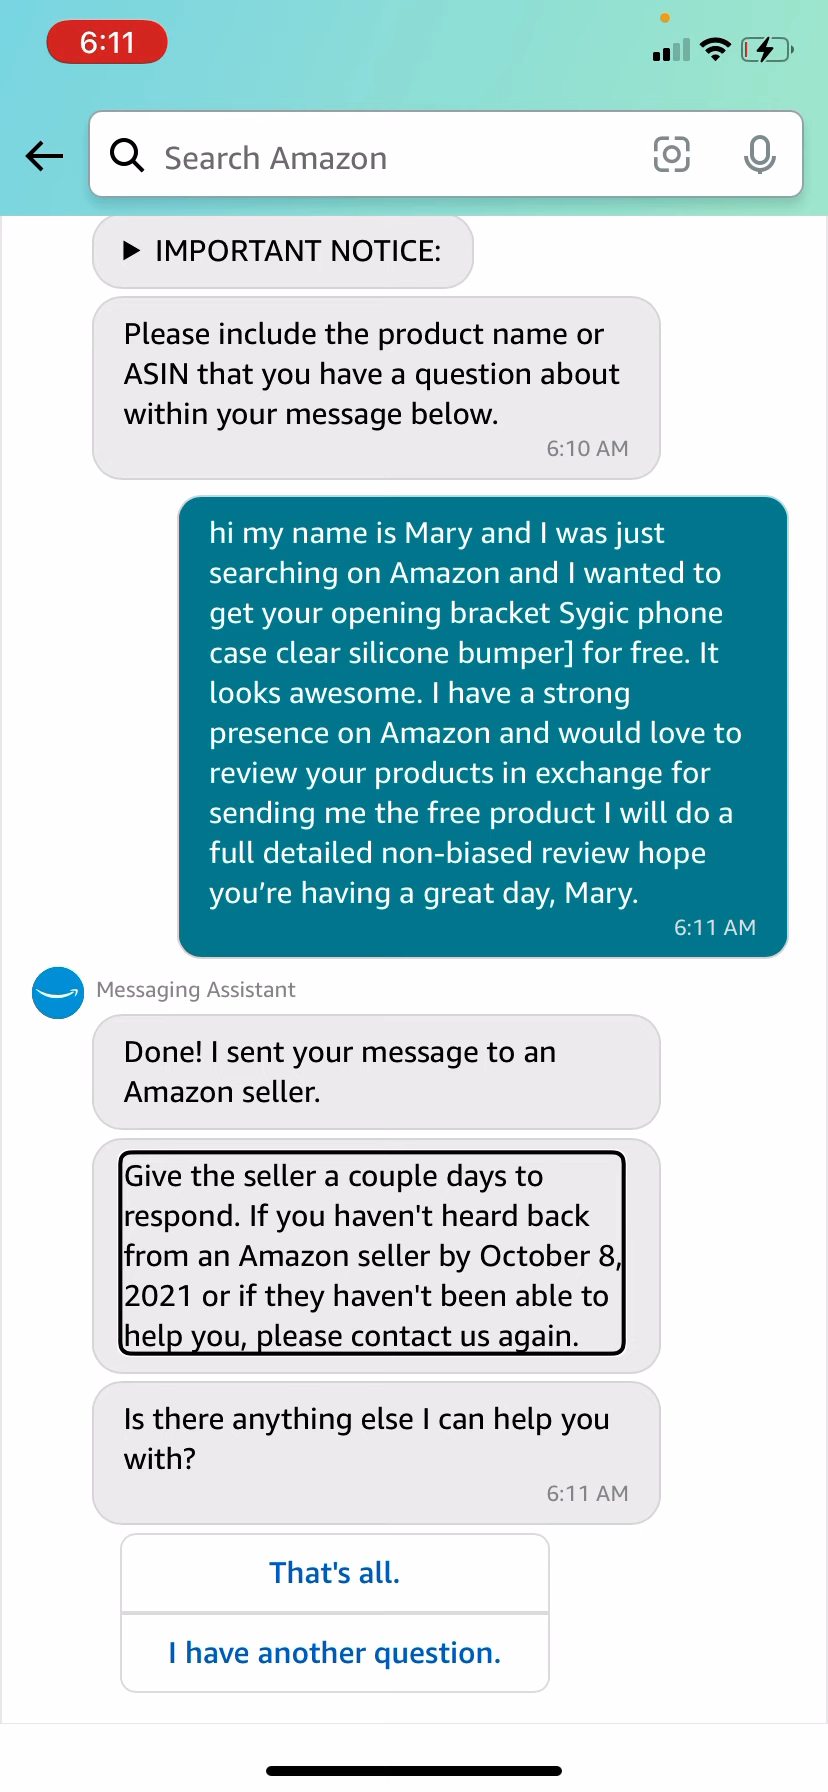 6:11
Search Amazon
IMPORTANT NOTICE:
Please include the product name or
ASIN that you have a question about
within your message below.
6:10 AM
hi my name is Mary and I was just
searching on Amazon and I wanted to
get your opening bracket Sygic phone
case clear silicone bumper] for free. It
looks awesome. I have a strong
presence on Amazon and would love to
review your products in exchange for
sending me the free product I will do a
full detailed non-biased review hope
you’re having a great day, Mary.
6:11 AM
Messaging Assistant
Done! I sent your message to an
Amazon seller.
Give the seller a couple days to
respond. If you haven't heard back
from an Amazon seller by October 8,
2021 or if they haven't been able to
help you, please contact us again.
Is there anything else I can help you
with?
6:11 AM
That's all.
I have another question.